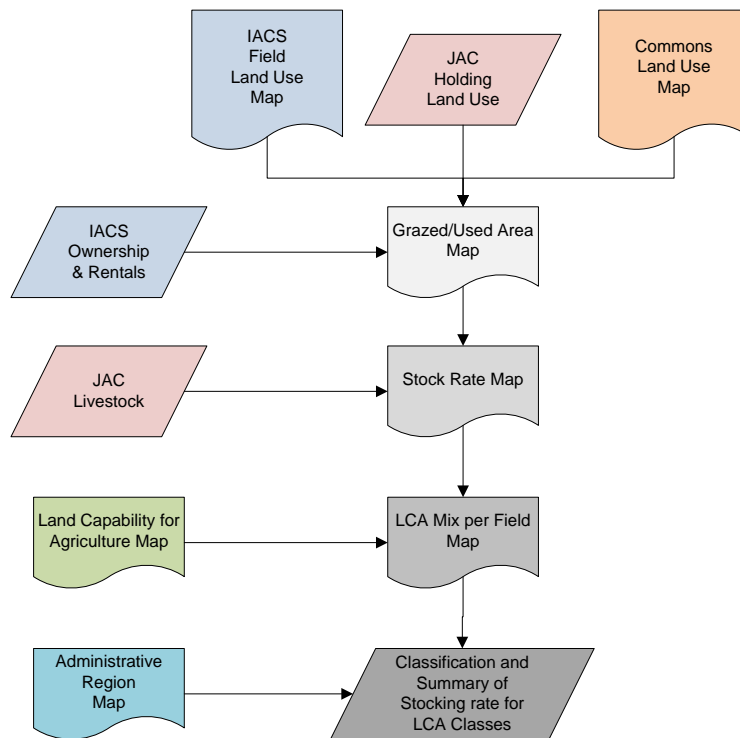 IACS
Field
Land Use
Map
JAC
Holding
Land Use
Commons
Land Use
Map
IACS
Ownership
& Rentals
Grazed/Used Area
Map
JAC
Livestock
Stock Rate Map
Land Capability for
Agriculture Map
LCA Mix per Field
Map
Administrative
Region
Map
Classification and
Summary of
Stocking rate for
LCA Classes